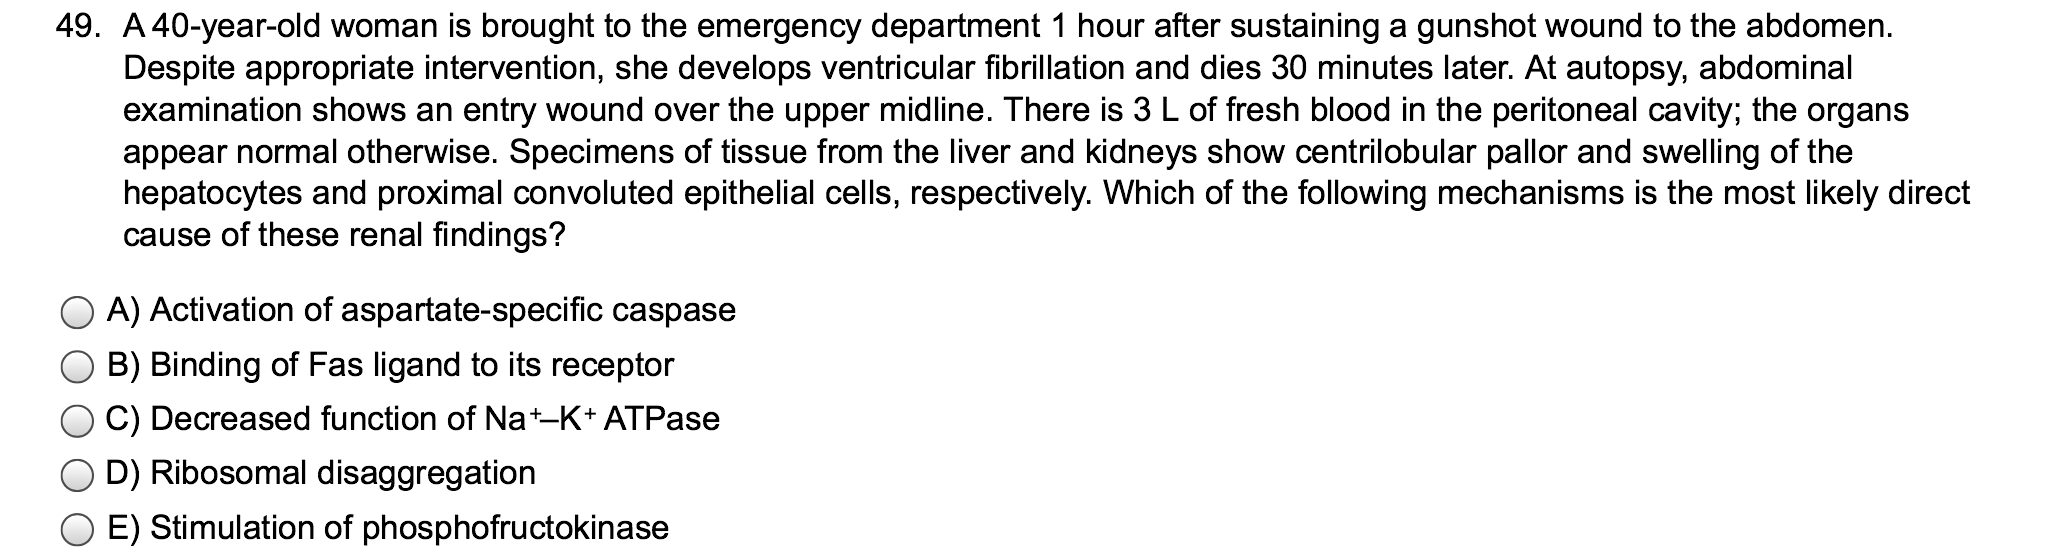 49. A 40-year-old woman is brought to the emergency department 1 hour after sustaining a gunshot wound to the abdomen.
Despite appropriate intervention, she develops ventricular fibrillation and dies 30 minutes later. At autopsy, abdominal
examination shows an entry wound over the upper midline. There is 3 L of fresh blood in the peritoneal cavity; the organs
appear normal otherwise. Specimens of tissue from the liver and kidneys show centrilobular pallor and swelling of the
hepatocytes and proximal convoluted epithelial cells, respectively. Which of the following mechanisms is the most likely direct
cause of these renal findings?
A) Activation of aspartate-specific caspase
B) Binding of Fas ligand to its receptor
C) Decreased function of Na⁺–K⁺ ATPase
D) Ribosomal disaggregation
E) Stimulation of phosphofructokinase